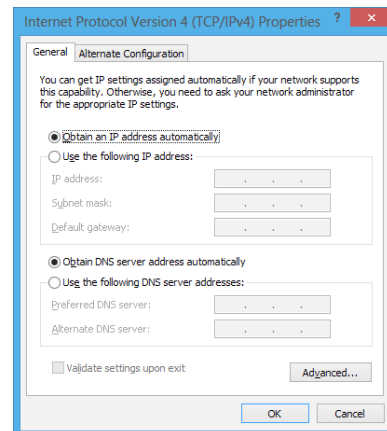 Internet Protocol Version 4 (TCP/IPv4) Properties ? ×
General Alternate Configuration
You can get IP settings assigned automatically if your network supports
this capability. Otherwise, you need to ask your network administrator
for the appropriate IP settings.
Obtain an IP address automatically
Use the following IP address:
IP address:
Subnet mask:
Default gateway:
Obtain DNS server address automatically
Use the following DNS server addresses:
Preferred DNS server:
Alternate DNS server:
Validate settings upon exit
Advanced...
OK Cancel